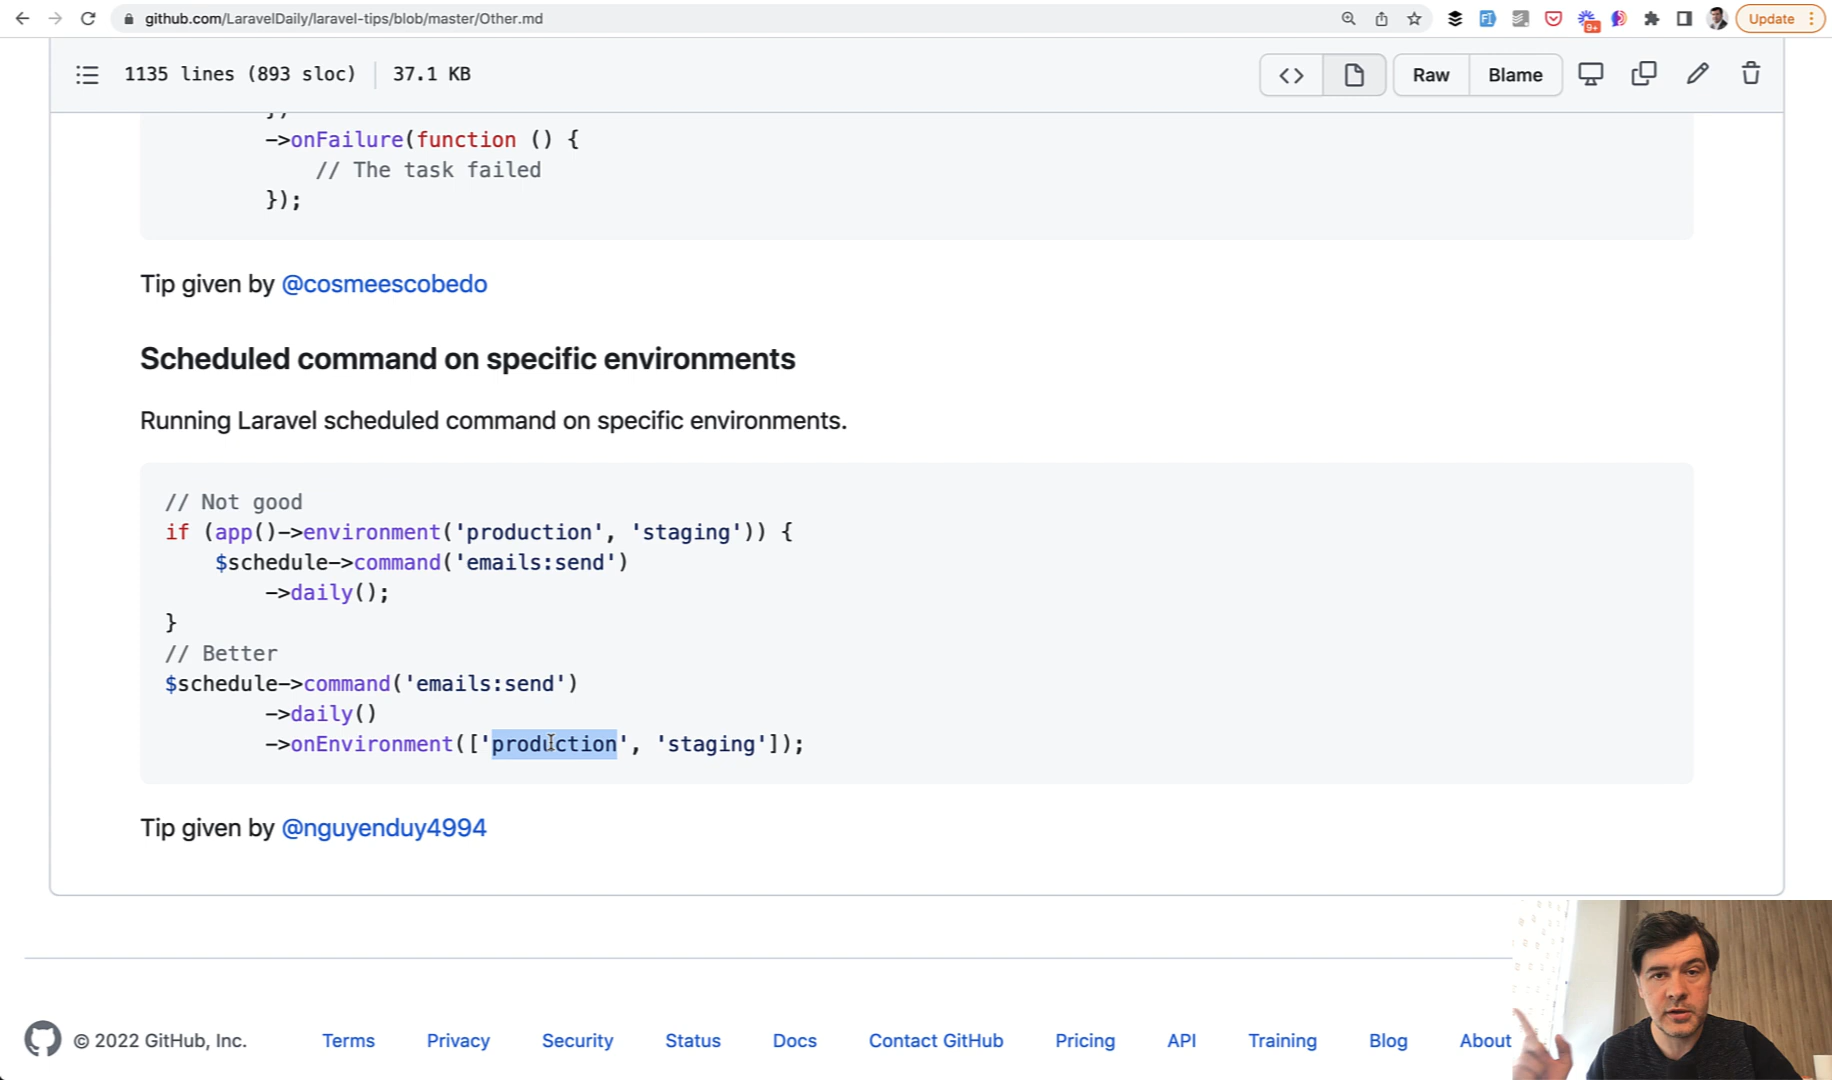 github.com/LaravelDaily/laravel-tips/blob/master/Other.md
9+
Update
1135 lines (893 sloc) 37.1 KB
Raw Blame
->onFailure(function () {
// The task failed
});
Tip given by @cosmeescobedo
Scheduled command on specific environments
Running Laravel scheduled command on specific environments.
// Not good
if (app()->environment('production', 'staging')) {
$schedule->command('emails:send')
->daily();
}
// Better
$schedule->command('emails:send')
->daily()
->onEnvironment(['production', 'staging']);
Tip given by @nguyenduy4994
© 2022 GitHub, Inc. Terms Privacy Security Status Docs Contact GitHub Pricing API Training Blog About